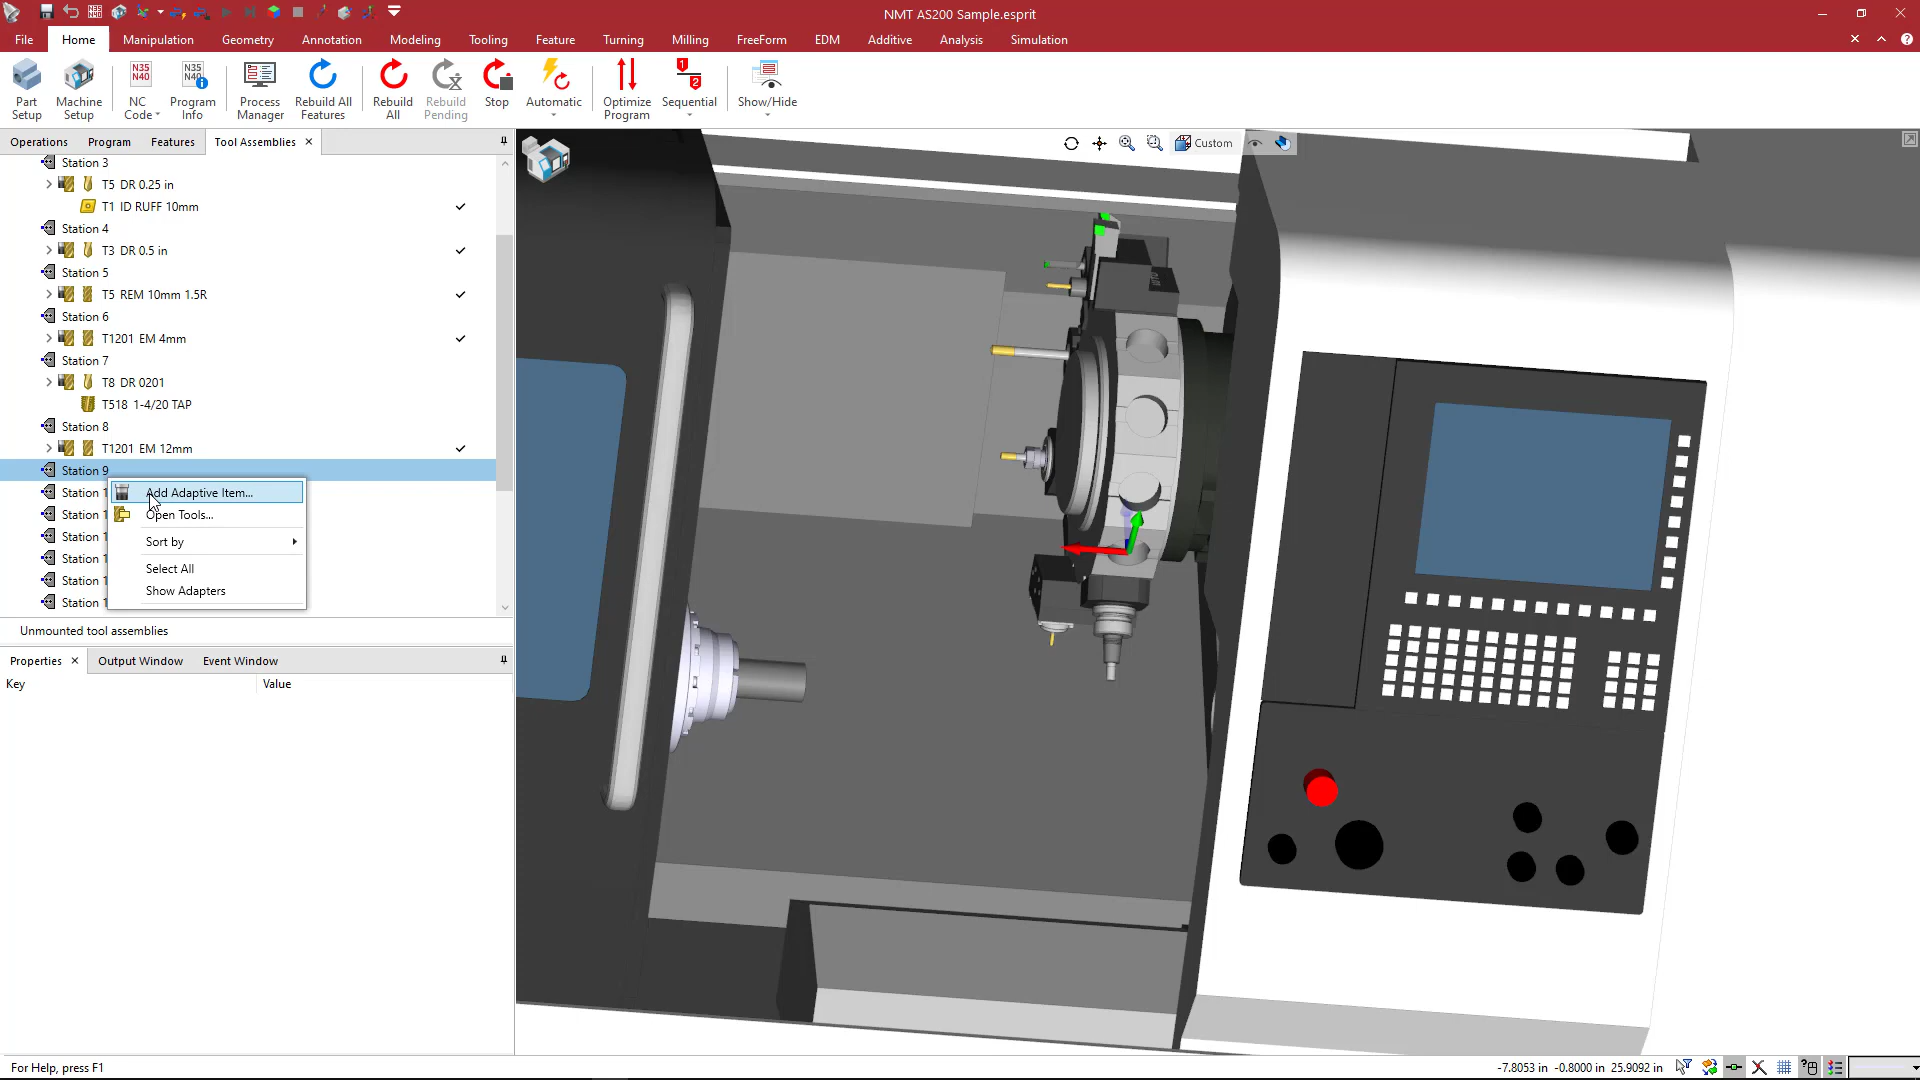 NMT AS200 Sample.esprit
File Home Manipulation Geometry Annotation Modeling Tooling Feature Turning Milling FreeForm EDM Additive Analysis Simulation
N35 N40
N35 N40
1 2
Part Setup
Machine Setup
NC Code
Program Info
Process Manager
Rebuild All Features
Rebuild All
Rebuild Pending
Stop
Automatic
Optimize Program
Sequential
Show/Hide
Operations Program Features Tool Assemblies
Custom
Station 3
T5 DR 0.25 in
T1 ID RUFF 10mm
Station 4
T3 DR 0.5 in
Station 5
T5 REM 10mm 1.5R
Station 6
T1201 EM 4mm
Station 7
T8 DR 0201
T518 1-4/20 TAP
Station 8
T1201 EM 12mm
Station 9
Station 1
Station 1
Station 1
Station 1
Station 1
Station 1
Add Adaptive Item...
Open Tools...
Sort by
Select All
Show Adapters
Unmounted tool assemblies
Properties Output Window Event Window
Key Value
For Help, press F1
-7.8053 in -0.8000 in 25.9092 in